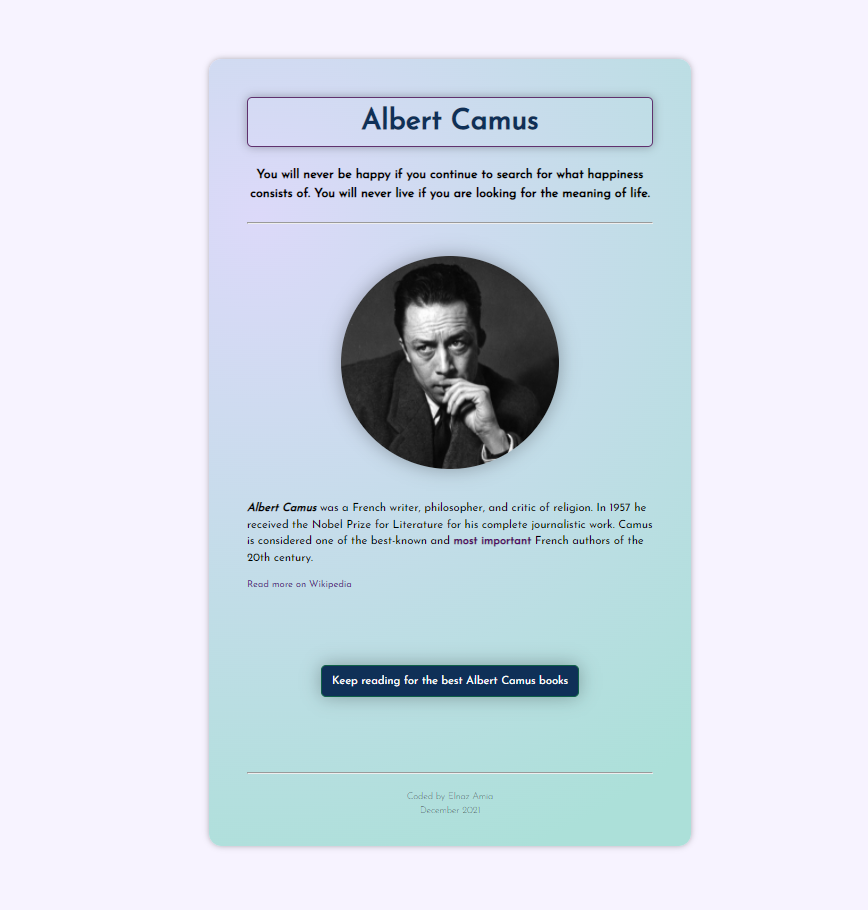 Albert Camus
You will never be happy if you continue to search for what happiness
consists of. You will never live if you are looking for the meaning of life.
Albert Camus was a French writer, philosopher, and critic of religion. In 1957 he
received the Nobel Prize for Literature for his complete journalistic work. Camus
is considered one of the best-known and most important French authors of the
20th century.
Read more on Wikipedia
Keep reading for the best Albert Camus books
Coded by Elnaz Amia
December 2021